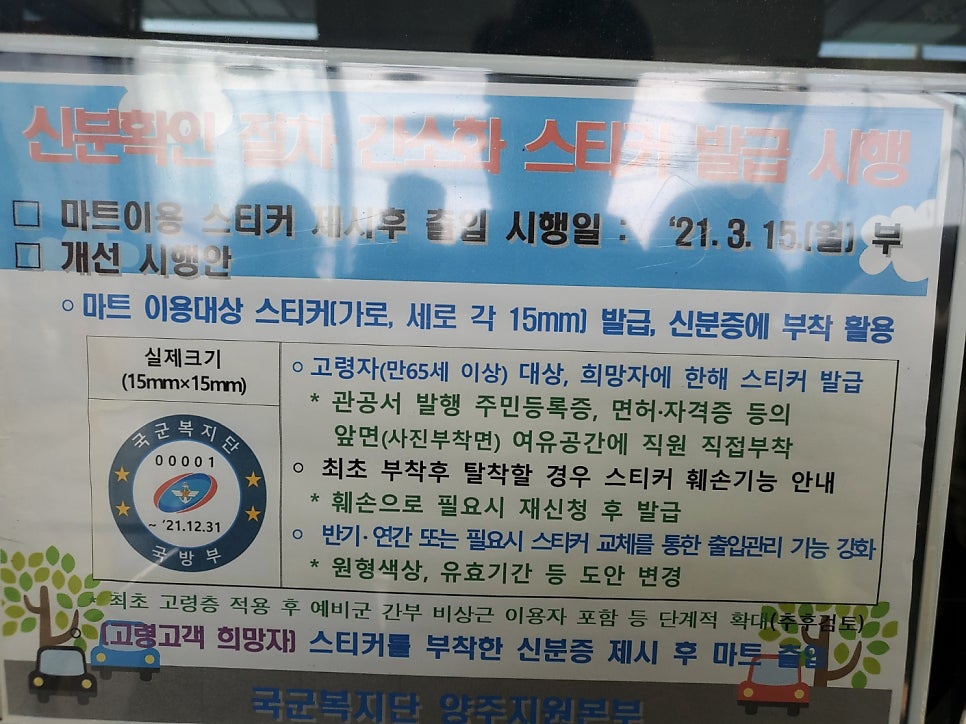 신분확인 절차 간소화 스티커 발급 시행
□ 마트이용 스티커 제시후 출입 시행일 : ‘21. 3. 15.(월) 부
□ 개선 시행안
○ 마트 이용대상 스티커(가로, 세로 각 15mm) 발급, 신분증에 부착 활용
실제크기
(15mm×15mm)
국군복지단
00001
~ ‘21.12.31
국방부
○ 고령자(만65세 이상) 대상, 희망자에 한해 스티커 발급
* 관공서 발행 주민등록증, 면허·자격증 등의
앞면(사진부착면) 여유공간에 직원 직접부착
○ 최초 부착후 탈착할 경우 스티커 훼손기능 안내
* 훼손으로 필요시 재신청 후 발급
○ 반기·연간 또는 필요시 스티커 교체를 통한 출입관리 기능 강화
* 원형색상, 유효기간 등 도안 변경
* 최초 고령층 적용 후 예비군 간부 비상근 이용자 포함 등 단계적 확대(추후검토)
○ (고령고객 희망자) 스티커를 부착한 신분증 제시 후 마트 출입
국군복지단 양주지원본부